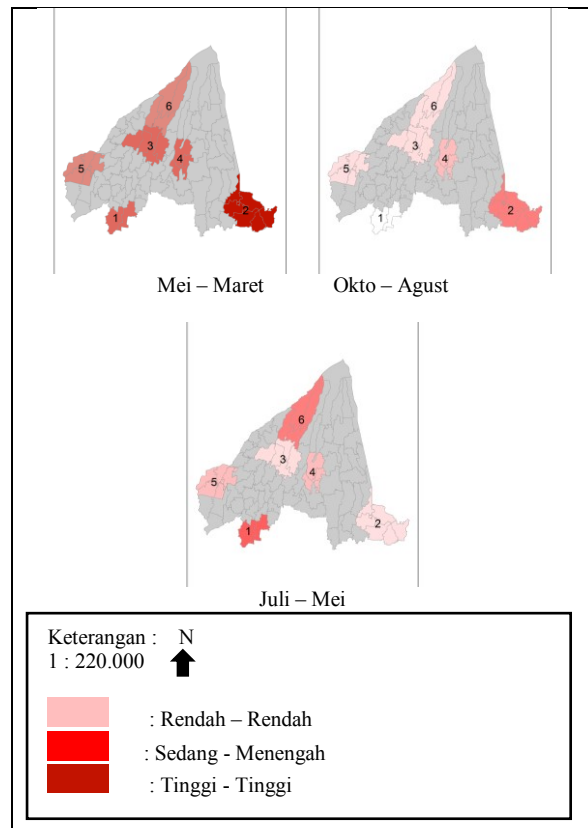 6
3
4
5
2
1
Mei – Maret
6
3
4
5
2
1
Okto – Agust
6
3
4
5
2
1
Juli – Mei
Keterangan : N
1 : 220.000
: Rendah – Rendah
: Sedang - Menengah
: Tinggi - Tinggi